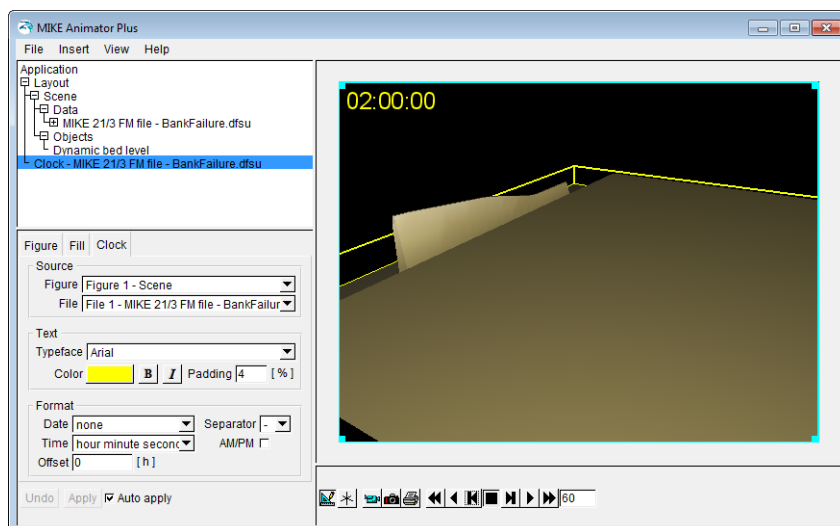 MIKE Animator Plus
File Insert View Help
Application
Layout
Scene
Data
MIKE 21/3 FM file - BankFailure.dfsu
Objects
Dynamic bed level
Clock - MIKE 21/3 FM file - BankFailure.dfsu
02:00:00
Figure Fill Clock
Source
Figure Figure 1 - Scene
File File 1 - MIKE 21/3 FM file - BankFailur
Text
Typeface Arial
Color B I Padding 4 [ % ]
Format
Date none Separator -
Time hour minute second AM/PM
Offset 0 [ h ]
Undo Apply Auto apply
60